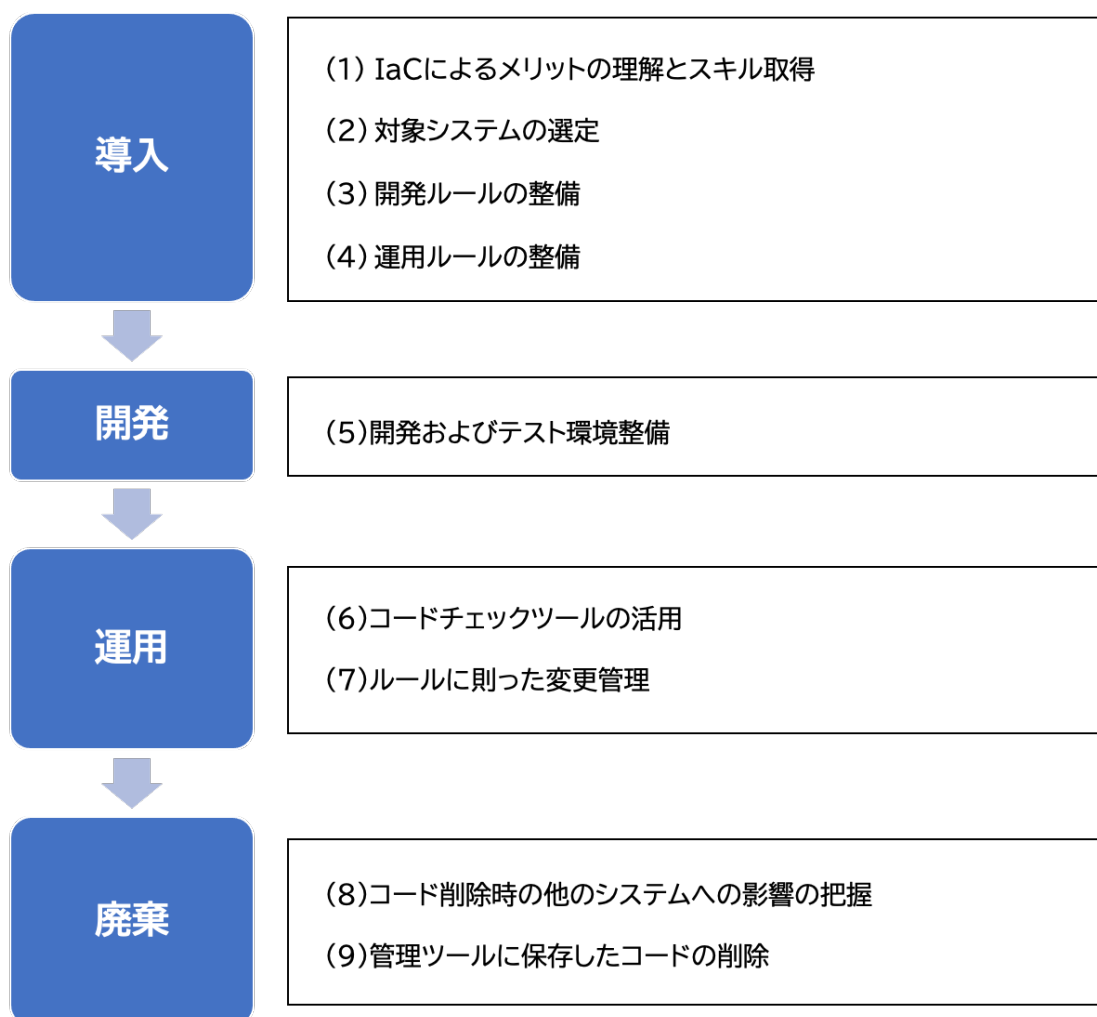 導入
(1) IaCによるメリットの理解とスキル取得
(2) 対象システムの選定
(3) 開発ルールの整備
(4) 運用ルールの整備
開発
(5)開発およびテスト環境整備
運用
(6)コードチェックツールの活用
(7)ルールに則った変更管理
廃棄
(8)コード削除時の他のシステムへの影響の把握
(9)管理ツールに保存したコードの削除